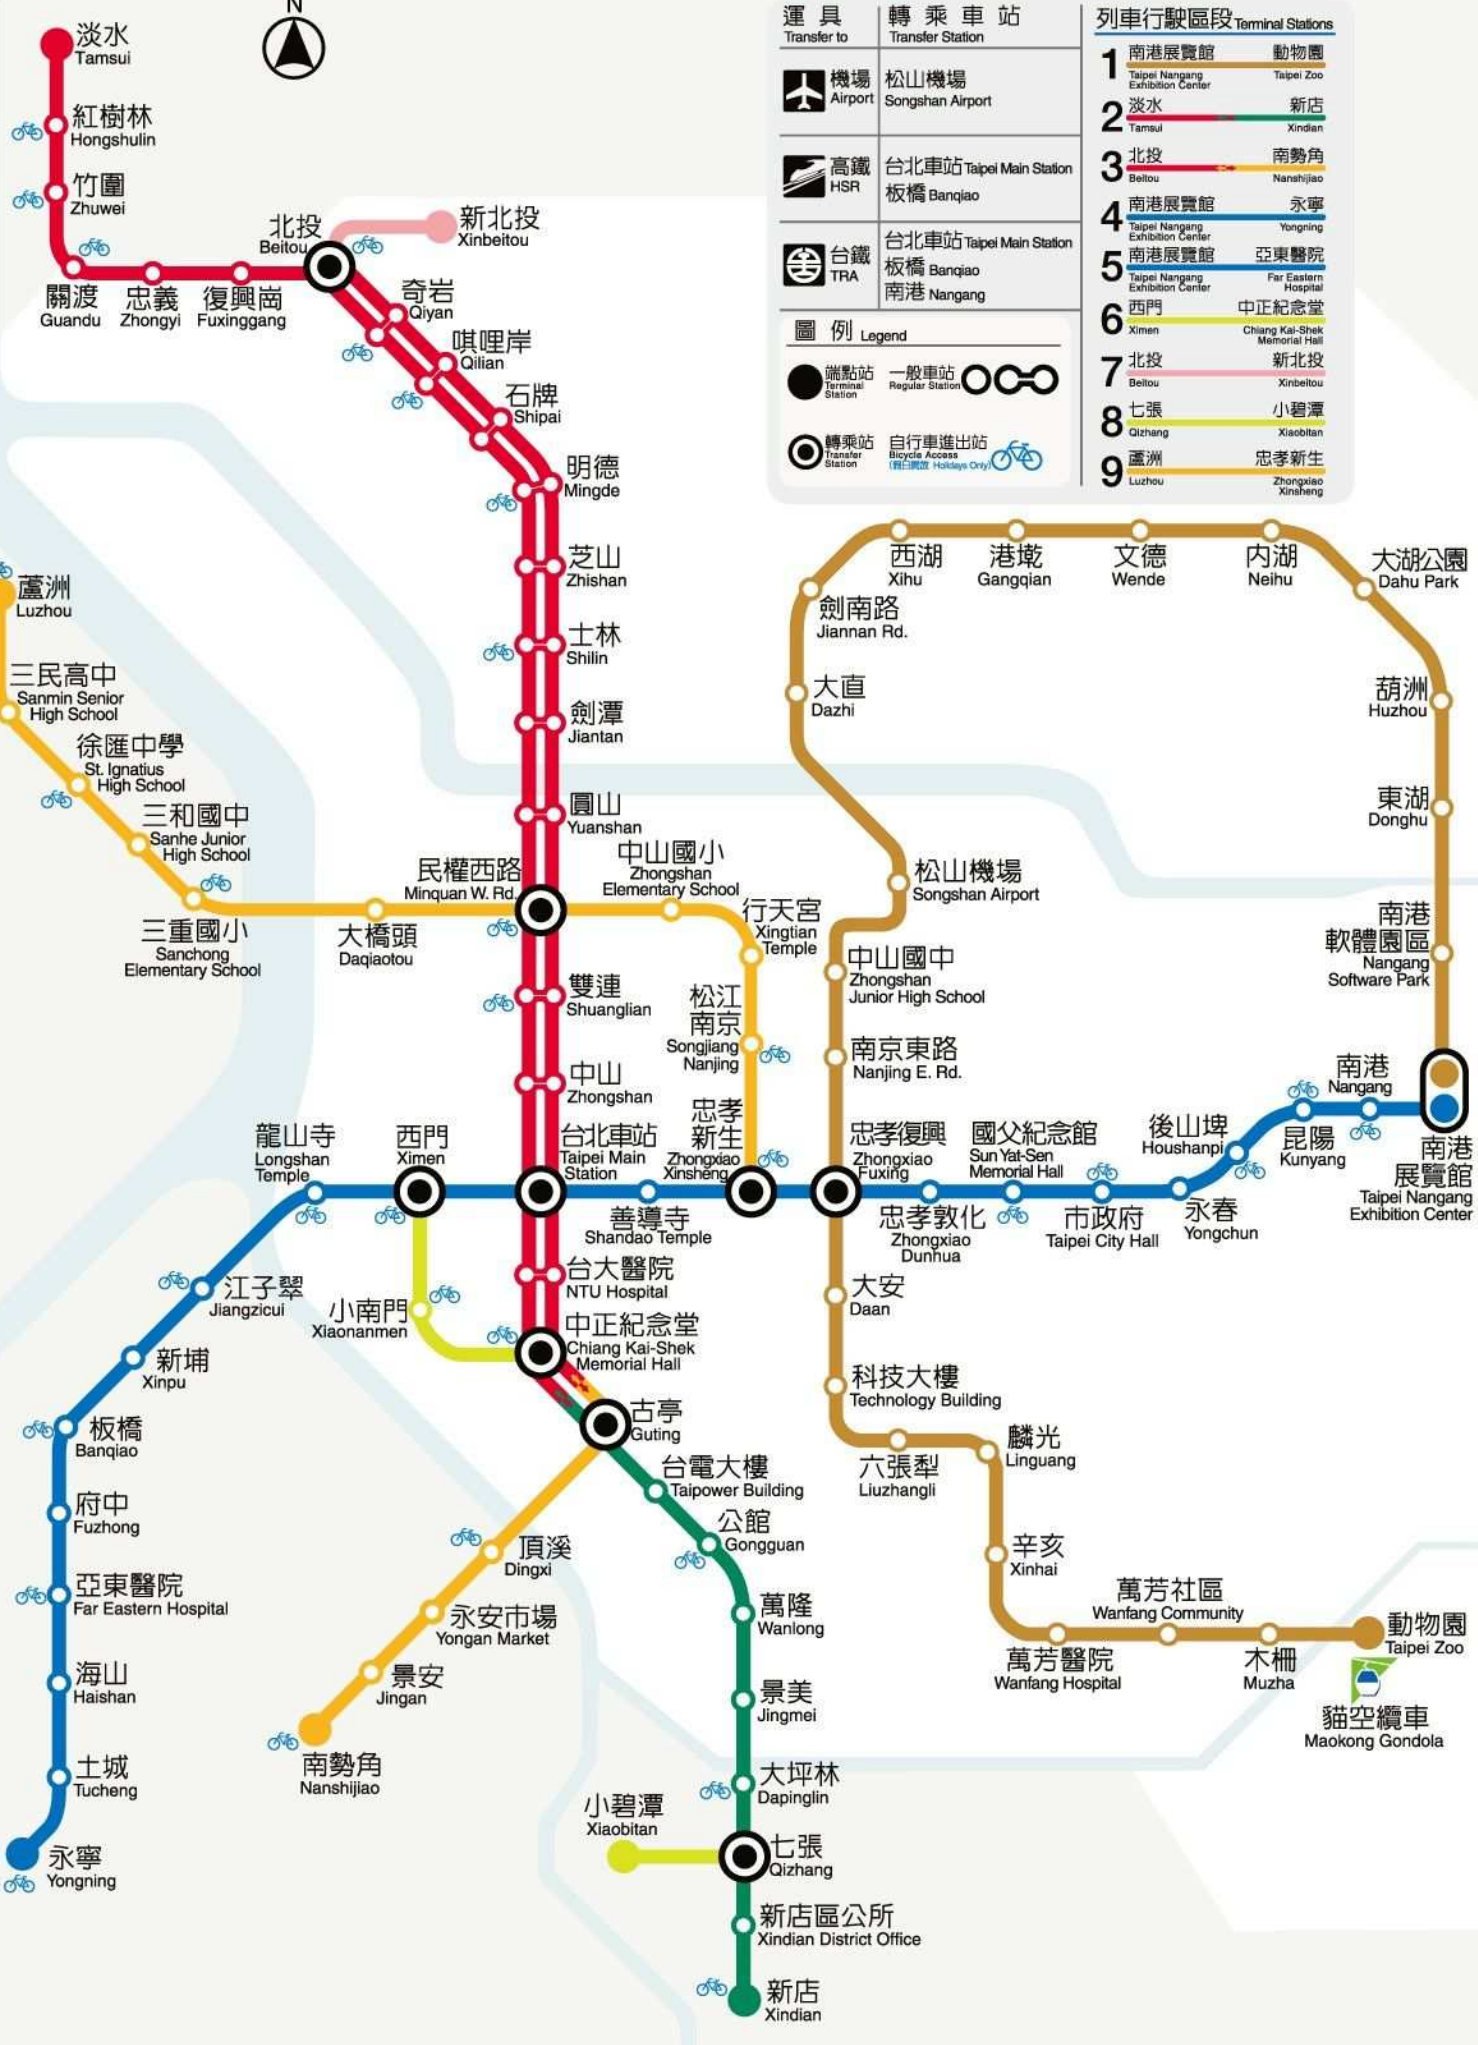 N
淡水
Tamsui
紅樹林
Hongshulin
竹圍
Zhuwei
關渡
Guandu
忠義
Zhongyi
復興崗
Fuxinggang
北投
Beitou
新北投
Xinbeitou
奇岩
Qiyan
唭哩岸
Qilian
石牌
Shipai
明德
Mingde
芝山
Zhishan
士林
Shilin
劍潭
Jiantan
圓山
Yuanshan
民權西路
Minquan W. Rd.
雙連
Shuanglian
中山
Zhongshan
台北車站
Taipei Main
Station
台大醫院
NTU Hospital
中正紀念堂
Chiang Kai-Shek
Memorial Hall
古亭
Guting
台電大樓
Taipower Building
公館
Gongguan
萬隆
Wanlong
景美
Jingmei
大坪林
Dapinglin
七張
Qizhang
小碧潭
Xiaobitan
新店區公所
Xindian District Office
新店
Xindian
蘆洲
Luzhou
三民高中
Sanmin Senior
High School
徐匯中學
St. Ignatius
High School
三和國中
Sanhe Junior
High School
三重國小
Sanchong
Elementary School
大橋頭
Daqiaotou
中山國小
Zhongshan
Elementary School
行天宮
Xingtian
Temple
松江
南京
Songjiang
Nanjing
忠孝
新生
Zhongxiao
Xinsheng
頂溪
Dingxi
永安市場
Yongan Market
景安
Jingan
南勢角
Nanshijiao
西門
Ximen
小南門
Xiaonanmen
龍山寺
Longshan
Temple
江子翠
Jiangzicui
新埔
Xinpu
板橋
Banqiao
府中
Fuzhong
亞東醫院
Far Eastern Hospital
海山
Haishan
土城
Tucheng
永寧
Yongning
善導寺
Shandao Temple
忠孝復興
Zhongxiao
Fuxing
忠孝敦化
Zhongxiao
Dunhua
國父紀念館
Sun Yat-Sen
Memorial Hall
市政府
Taipei City Hall
永春
Yongchun
後山埤
Houshanpi
昆陽
Kunyang
南港
Nangang
南港
展覽館
Taipei Nangang
Exhibition Center
南港
軟體園區
Nangang
Software Park
東湖
Donghu
葫洲
Huzhou
大湖公園
Dahu Park
內湖
Neihu
文德
Wende
港墘
Gangqian
西湖
Xihu
劍南路
Jiannan Rd.
大直
Dazhi
松山機場
Songshan Airport
中山國中
Zhongshan
Junior High School
南京東路
Nanjing E. Rd.
大安
Daan
科技大樓
Technology Building
六張犁
Liuzhangli
麟光
Linguang
辛亥
Xinhai
萬芳醫院
Wanfang Hospital
萬芳社區
Wanfang Community
木柵
Muzha
動物園
Taipei Zoo
貓空纜車
Maokong Gondola
運具
Transfer to
轉乘車站
Transfer Station
機場
Airport
松山機場
Songshan Airport
高鐵
HSR
台北車站 Taipei Main Station
板橋 Banqiao
台鐵
TRA
台北車站 Taipei Main Station
板橋 Banqiao
南港 Nangang
圖例 Legend
端點站
Terminal
Station
一般車站
Regular Station
轉乘站
Transfer
Station
自行車進出站
Bicycle Access
(假日開放 Holidays Only)
列車行駛區段 Terminal Stations
1 南港展覽館 動物園
Taipei Nangang
Exhibition Center
Taipei Zoo
2 淡水 新店
Tamsui Xindian
3 北投 南勢角
Beitou Nanshijiao
4 南港展覽館 永寧
Taipei Nangang
Exhibition Center
Yongning
5 南港展覽館 亞東醫院
Taipei Nangang
Exhibition Center
Far Eastern
Hospital
6 西門 中正紀念堂
Ximen
Chiang Kai-Shek
Memorial Hall
7 北投 新北投
Beitou Xinbeitou
8 七張 小碧潭
Qizhang Xiaobitan
9 蘆洲 忠孝新生
Luzhou
Zhongxiao
Xinsheng